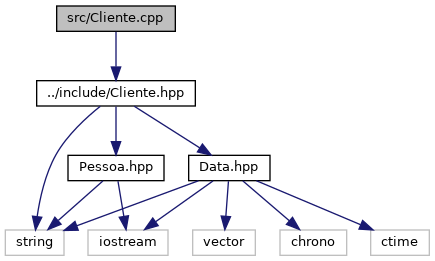 src/Cliente.cpp
../include/Cliente.hpp
Pessoa.hpp
Data.hpp
string
iostream
vector
chrono
ctime